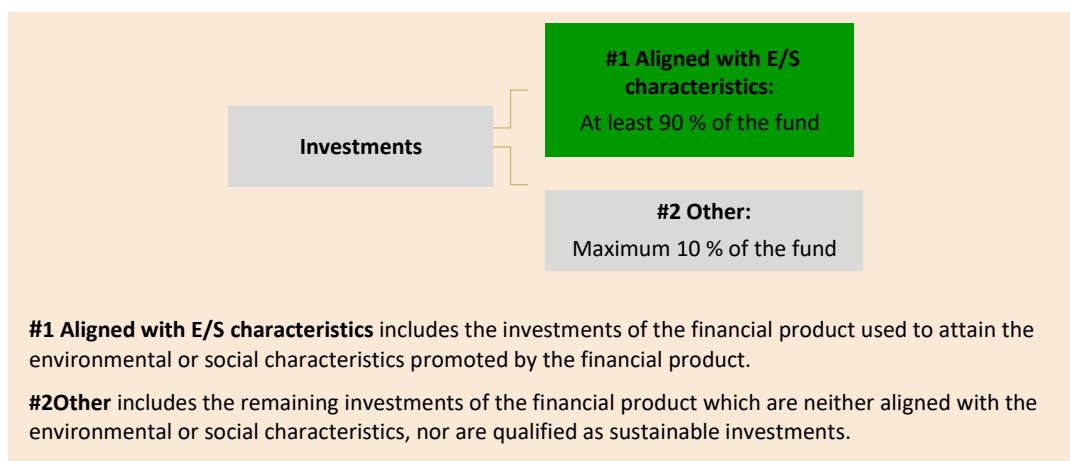 #1 Aligned with E/S
characteristics:
At least 90 % of the fund
Investments
#2 Other:
Maximum 10 % of the fund
#1 Aligned with E/S characteristics includes the investments of the financial product used to attain the
environmental or social characteristics promoted by the financial product.
#2Other includes the remaining investments of the financial product which are neither aligned with the
environmental or social characteristics, nor are qualified as sustainable investments.